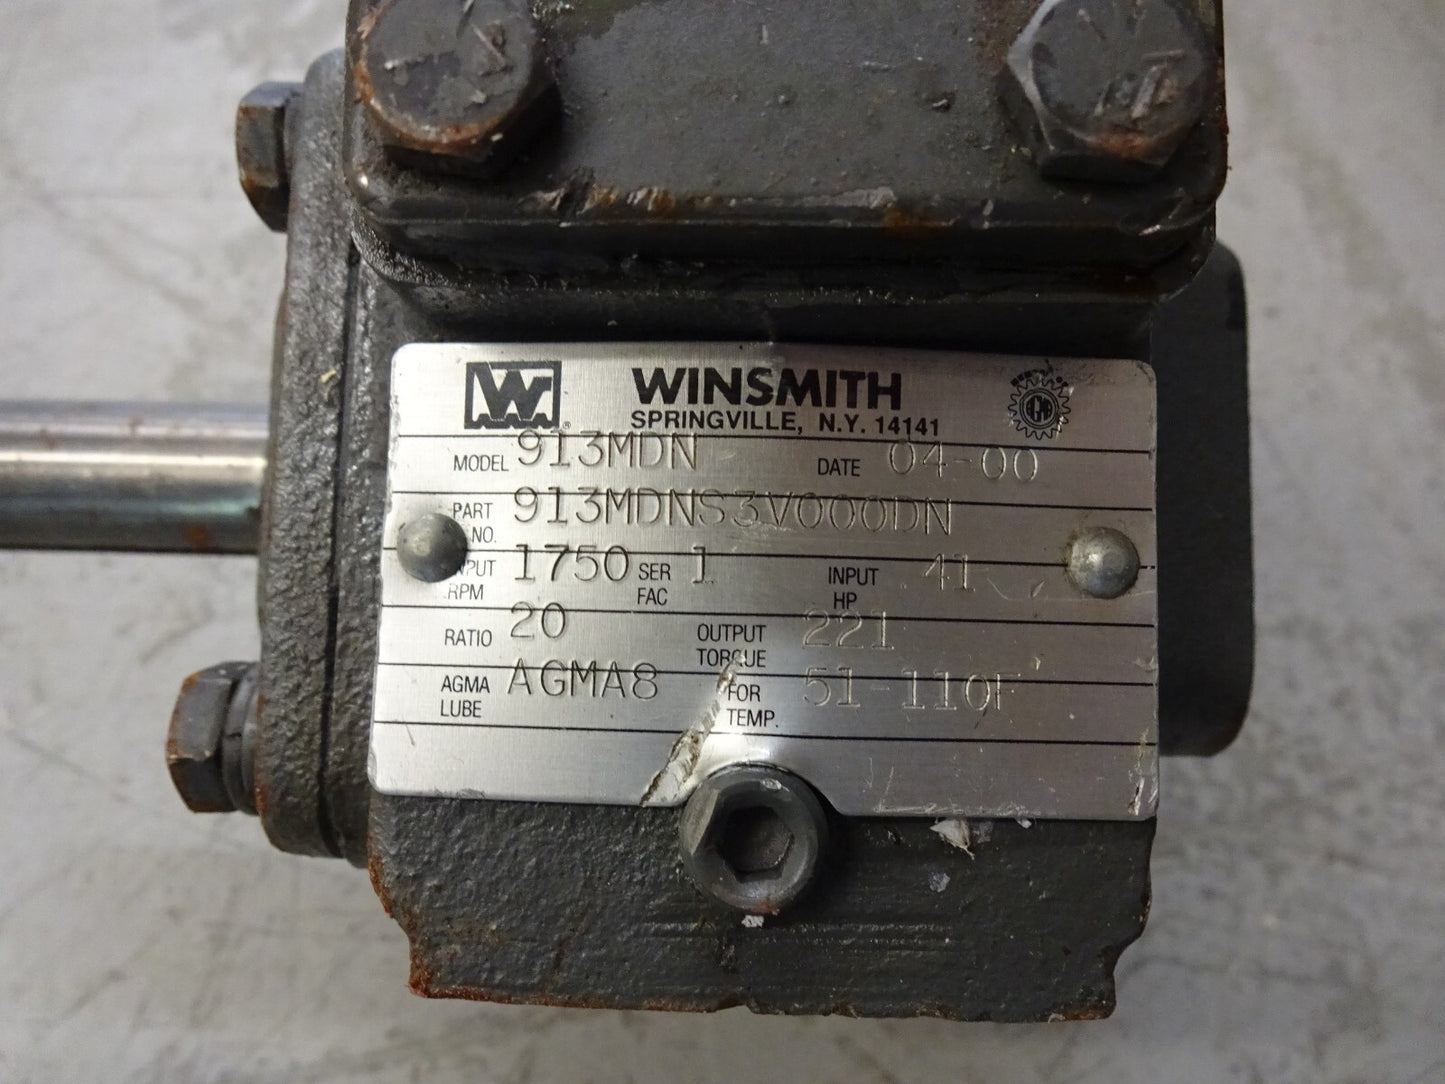 W ®
WINSMITH
SPRINGVILLE, N.Y. 14141
MODEL 913MDN DATE 04-00
PART NO. 913MDNS3V000DN
INPUT RPM 1750 SER FAC 1 INPUT HP .41
RATIO 20 OUTPUT TORQUE 221
AGMA LUBE AGMA8 FOR TEMP. 51-110F